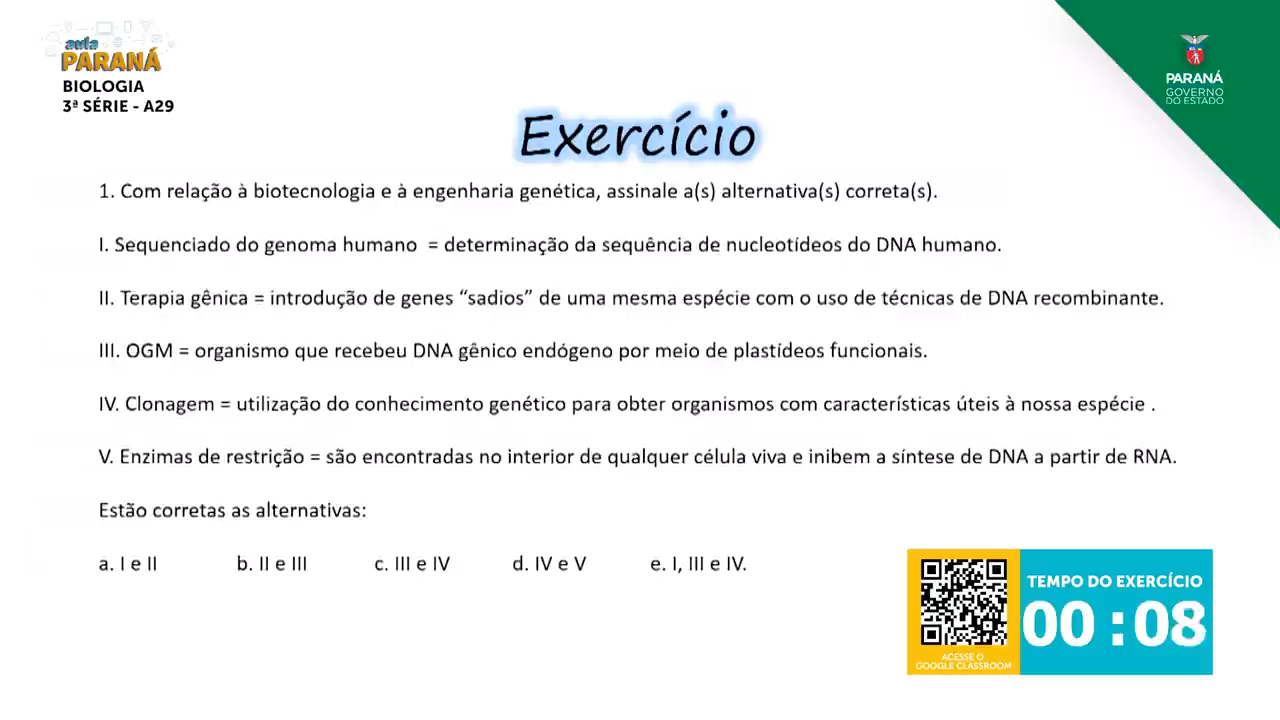 aula
PARANÁ
BIOLOGIA
3ª SÉRIE - A29
PARANÁ
GOVERNO
DO ESTADO
Exercício
1. Com relação à biotecnologia e à engenharia genética, assinale a(s) alternativa(s) correta(s).
I. Sequenciado do genoma humano = determinação da sequência de nucleotídeos do DNA humano.
II. Terapia gênica = introdução de genes “sadios” de uma mesma espécie com o uso de técnicas de DNA recombinante.
III. OGM = organismo que recebeu DNA gênico endógeno por meio de plastídeos funcionais.
IV. Clonagem = utilização do conhecimento genético para obter organismos com características úteis à nossa espécie .
V. Enzimas de restrição = são encontradas no interior de qualquer célula viva e inibem a síntese de DNA a partir de RNA.
Estão corretas as alternativas:
a. I e II b. II e III c. III e IV d. IV e V e. I, III e IV.
TEMPO DO EXERCÍCIO
00 : 08
ACESSE O
GOOGLE CLASSROOM